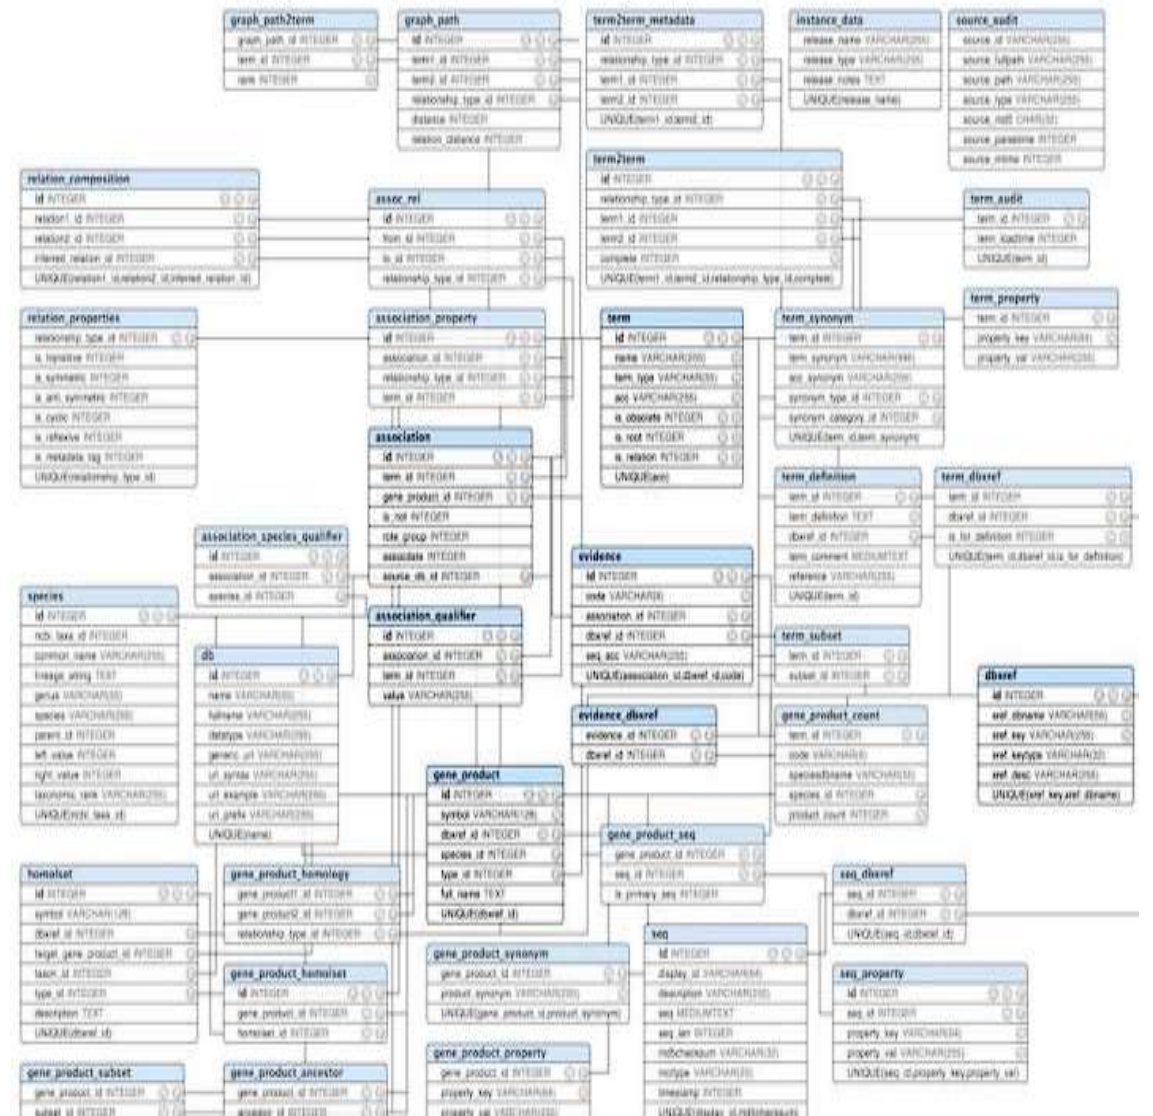 graph_path2term
graph_path_id INTEGER
term_id INTEGER
rank INTEGER
graph_path
id INTEGER
term1_id INTEGER
term2_id INTEGER
relationship_type_id INTEGER
distance INTEGER
relation_distance INTEGER
term2term_metadata
id INTEGER
relationship_type_id INTEGER
term1_id INTEGER
term2_id INTEGER
UNIQUE(term1_id,term2_id)
instance_data
release_name VARCHAR(255)
release_type VARCHAR(255)
release_notes TEXT
UNIQUE(release_name)
source_audit
source_id VARCHAR(255)
source_fullpath VARCHAR(255)
source_path VARCHAR(255)
source_type VARCHAR(255)
source_md5 CHAR(32)
source_parsetime INTEGER
source_mtime INTEGER
relation_composition
id INTEGER
relation1_id INTEGER
relation2_id INTEGER
inferred_relation_id INTEGER
UNIQUE(relation1_id,relation2_id,inferred_relation_id)
assoc_rel
id INTEGER
from_id INTEGER
to_id INTEGER
relationship_type_id INTEGER
term2term
id INTEGER
relationship_type_id INTEGER
term1_id INTEGER
term2_id INTEGER
complete INTEGER
UNIQUE(term1_id,term2_id,relationship_type_id,complete)
term_audit
term_id INTEGER
term_loadtime INTEGER
UNIQUE(term_id)
term_property
term_id INTEGER
property_key VARCHAR(64)
property_val VARCHAR(255)
relation_properties
relationship_type_id INTEGER
is_transitive INTEGER
is_symmetric INTEGER
is_anti_symmetric INTEGER
is_cyclic INTEGER
is_reflexive INTEGER
is_metadata_tag INTEGER
UNIQUE(relationship_type_id)
association_property
id INTEGER
association_id INTEGER
relationship_type_id INTEGER
term_id INTEGER
term
id INTEGER
name VARCHAR(255)
term_type VARCHAR(55)
acc VARCHAR(255)
is_obsolete INTEGER
is_root INTEGER
is_relation INTEGER
UNIQUE(acc)
term_synonym
term_id INTEGER
term_synonym VARCHAR(996)
acc_synonym VARCHAR(255)
synonym_type_id INTEGER
synonym_category_id INTEGER
UNIQUE(term_id,term_synonym)
association
id INTEGER
term_id INTEGER
gene_product_id INTEGER
is_not INTEGER
role_group INTEGER
assocdate INTEGER
source_db_id INTEGER
term_definition
term_id INTEGER
term_definition TEXT
dbxref_id INTEGER
term_comment MEDIUMTEXT
reference VARCHAR(255)
UNIQUE(term_id)
term_dbxref
term_id INTEGER
dbxref_id INTEGER
is_for_definition INTEGER
UNIQUE(term_id,dbxref_id,is_for_definition)
association_species_qualifier
id INTEGER
association_id INTEGER
species_id INTEGER
evidence
id INTEGER
code VARCHAR(8)
association_id INTEGER
dbxref_id INTEGER
seq_acc VARCHAR(255)
UNIQUE(association_id,dbxref_id,code)
species
id INTEGER
ncbi_taxa_id INTEGER
common_name VARCHAR(255)
lineage_string TEXT
genus VARCHAR(55)
species VARCHAR(255)
parent_id INTEGER
left_value INTEGER
right_value INTEGER
taxonomic_rank VARCHAR(255)
UNIQUE(ncbi_taxa_id)
association_qualifier
id INTEGER
association_id INTEGER
term_id INTEGER
value VARCHAR(255)
db
id INTEGER
name VARCHAR(55)
fullname VARCHAR(255)
datatype VARCHAR(255)
generic_url VARCHAR(255)
url_syntax VARCHAR(255)
url_example VARCHAR(255)
uri_prefix VARCHAR(255)
UNIQUE(name)
term_subset
term_id INTEGER
subset_id INTEGER
dbxref
id INTEGER
xref_dbname VARCHAR(55)
xref_key VARCHAR(255)
xref_keytype VARCHAR(32)
xref_desc VARCHAR(255)
UNIQUE(xref_key,xref_dbname)
evidence_dbxref
evidence_id INTEGER
dbxref_id INTEGER
gene_product_count
term_id INTEGER
code VARCHAR(8)
speciesdbname VARCHAR(55)
species_id INTEGER
product_count INTEGER
gene_product
id INTEGER
symbol VARCHAR(128)
dbxref_id INTEGER
species_id INTEGER
type_id INTEGER
full_name TEXT
UNIQUE(dbxref_id)
gene_product_seq
gene_product_id INTEGER
seq_id INTEGER
is_primary_seq INTEGER
homolset
id INTEGER
symbol VARCHAR(128)
dbxref_id INTEGER
target_gene_product_id INTEGER
taxon_id INTEGER
type_id INTEGER
description TEXT
UNIQUE(dbxref_id)
gene_product_homology
gene_product1_id INTEGER
gene_product2_id INTEGER
relationship_type_id INTEGER
seq_dbxref
seq_id INTEGER
dbxref_id INTEGER
UNIQUE(seq_id,dbxref_id)
gene_product_homolset
id INTEGER
gene_product_id INTEGER
homolset_id INTEGER
gene_product_synonym
gene_product_id INTEGER
product_synonym VARCHAR(255)
UNIQUE(gene_product_id,product_synonym)
seq
id INTEGER
display_id VARCHAR(64)
description VARCHAR(255)
seq MEDIUMTEXT
seq_len INTEGER
md5checksum VARCHAR(32)
moltype VARCHAR(25)
timestamp INTEGER
UNIQUE(display_id,md5checksum)
seq_property
id INTEGER
seq_id INTEGER
property_key VARCHAR(64)
property_val VARCHAR(255)
UNIQUE(seq_id,property_key,property_val)
gene_product_subset
gene_product_id INTEGER
subset_id INTEGER
gene_product_ancestor
gene_product_id INTEGER
ancestor_id INTEGER
gene_product_property
gene_product_id INTEGER
property_key VARCHAR(64)
property_val VARCHAR(255)